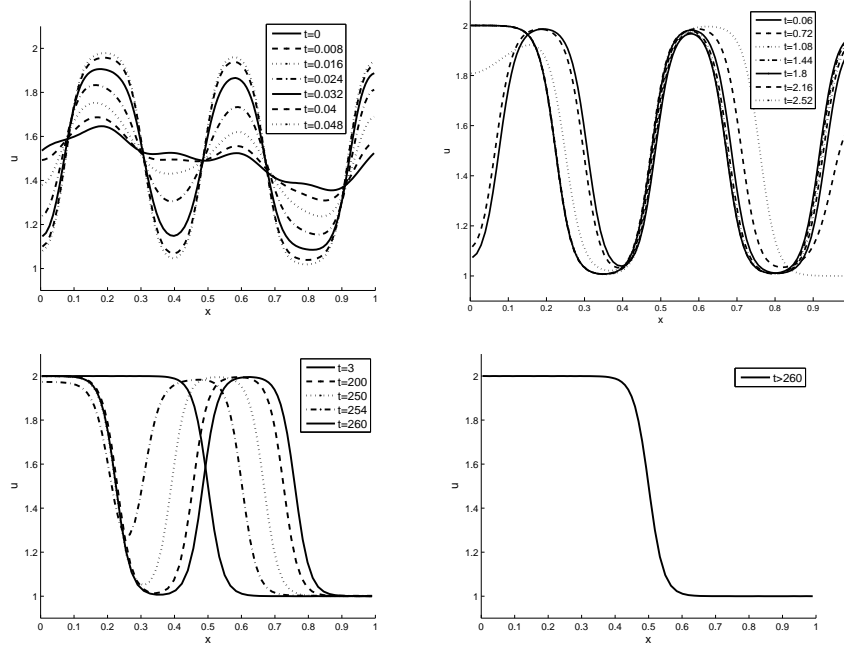 2
1.8
1.6
1.4
1.2
1
u
t=0
t=0.008
t=0.016
t=0.024
t=0.032
t=0.04
t=0.048
0 0.1 0.2 0.3 0.4 0.5 0.6 0.7 0.8 0.9 1
x
2
1.8
1.6
1.4
1.2
1
u
t=0.06
t=0.72
t=1.08
t=1.44
t=1.8
t=2.16
t=2.52
0 0.1 0.2 0.3 0.4 0.5 0.6 0.7 0.8 0.9
x
2
1.8
1.6
1.4
1.2
1
u
t=3
t=200
t=250
t=254
t=260
0 0.1 0.2 0.3 0.4 0.5 0.6 0.7 0.8 0.9 1
x
2
1.8
1.6
1.4
1.2
1
u
t>260
0 0.1 0.2 0.3 0.4 0.5 0.6 0.7 0.8 0.9 1
x